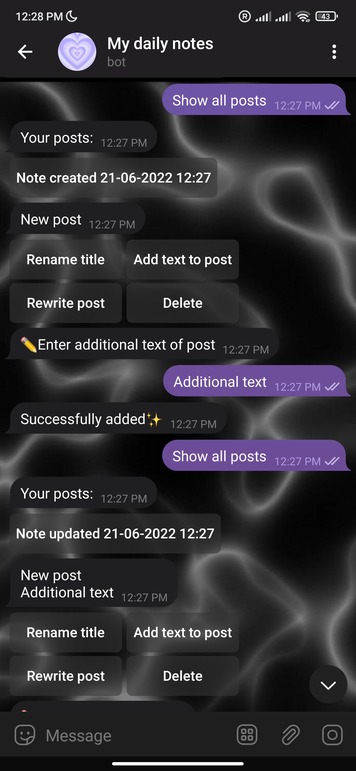 12:28 PM
R
43
My daily notes
bot
Show all posts 12:27 PM
Your posts: 12:27 PM
Note created 21-06-2022 12:27
New post 12:27 PM
Rename title Add text to post
Rewrite post Delete
✏️Enter additional text of post 12:27 PM
Additional text 12:27 PM
Successfully added✨ 12:27 PM
Show all posts 12:27 PM
Your posts: 12:27 PM
Note updated 21-06-2022 12:27
New post
Additional text 12:27 PM
Rename title Add text to post
Rewrite post Delete
Message